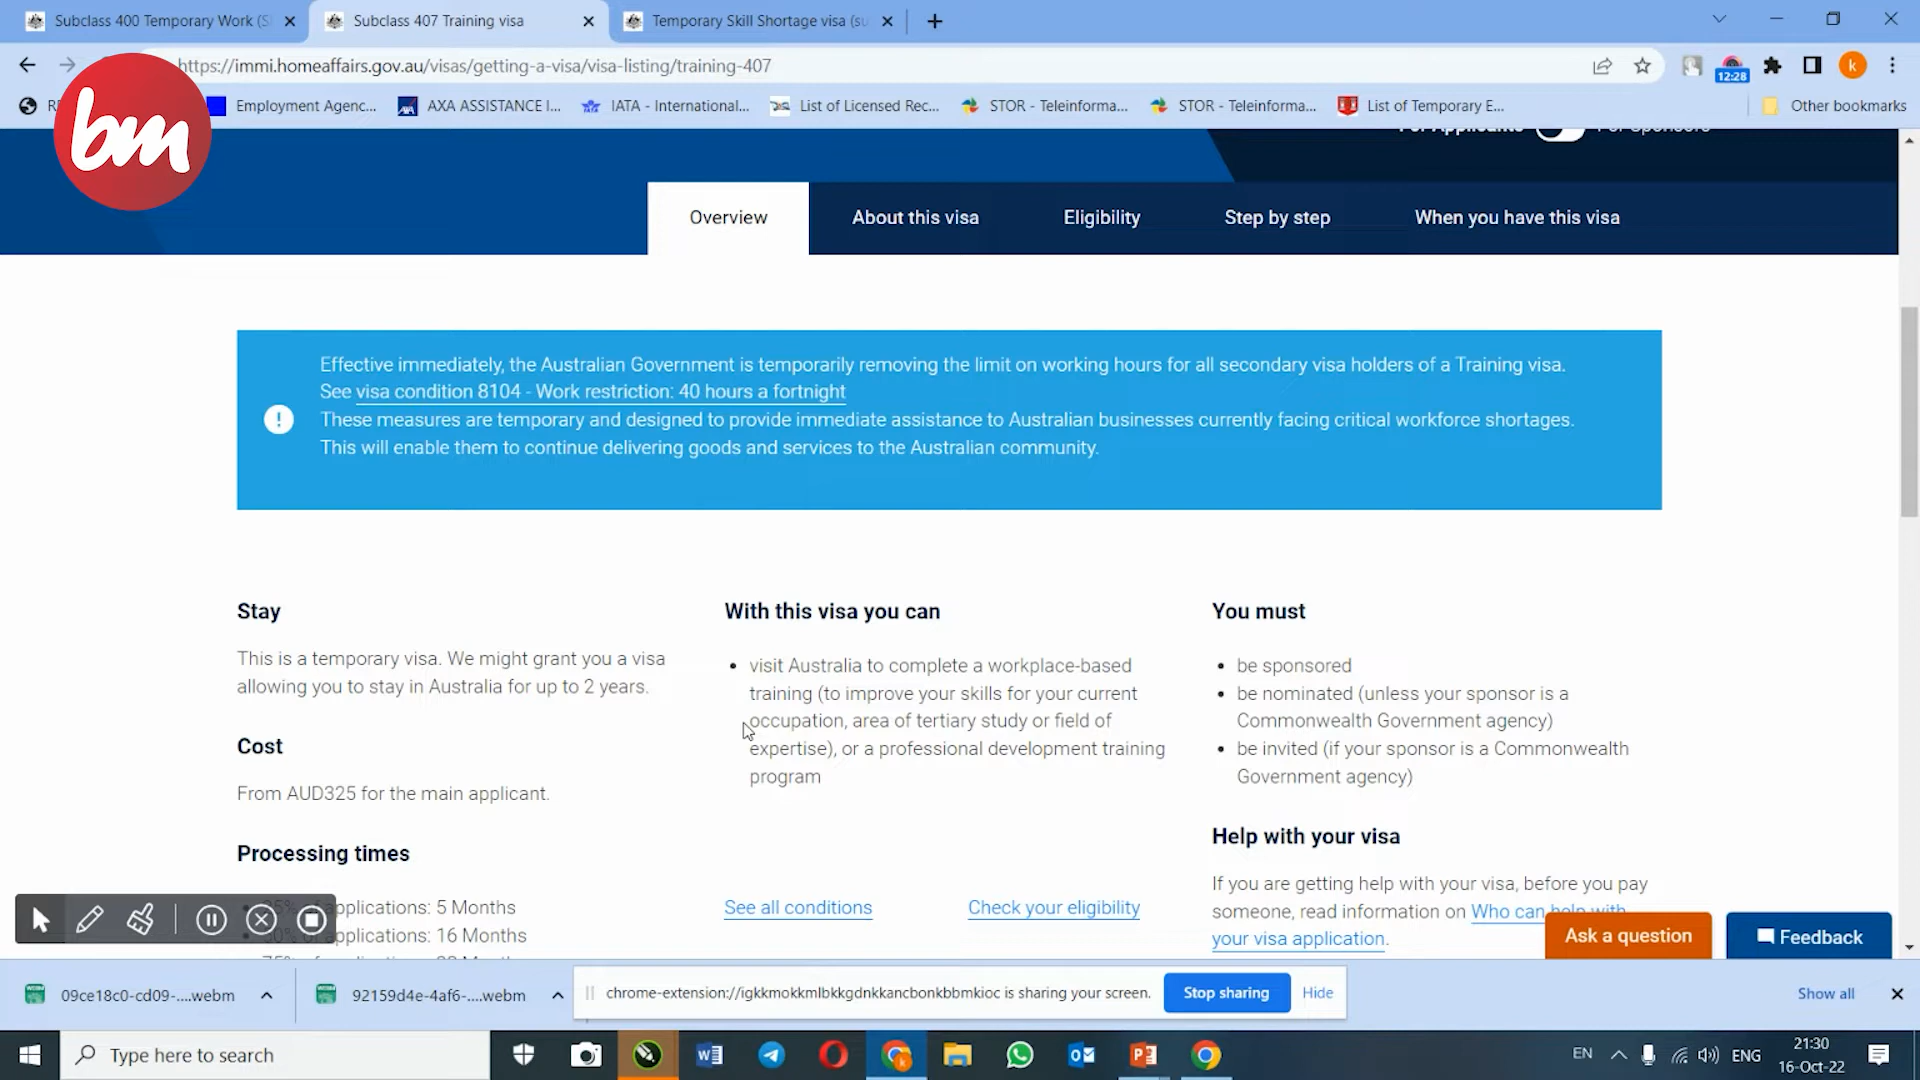 Subclass 400 Temporary Work (S
Subclass 407 Training visa
Temporary Skill Shortage visa (su
https://immi.homeaffairs.gov.au/visas/getting-a-visa/visa-listing/training-407
12:28
k
bm
Employment Agenc...
AXA ASSISTANCE I...
IATA - International...
List of Licensed Rec...
STOR - Teleinforma...
STOR - Teleinforma...
List of Temporary E...
Other bookmarks
For Applicants
For Sponsors
Overview
About this visa
Eligibility
Step by step
When you have this visa
Effective immediately, the Australian Government is temporarily removing the limit on working hours for all secondary visa holders of a Training visa.
See visa condition 8104 - Work restriction: 40 hours a fortnight
These measures are temporary and designed to provide immediate assistance to Australian businesses currently facing critical workforce shortages.
This will enable them to continue delivering goods and services to the Australian community.
Stay
This is a temporary visa. We might grant you a visa
allowing you to stay in Australia for up to 2 years.
Cost
From AUD325 for the main applicant.
Processing times
applications: 5 Months
applications: 16 Months
With this visa you can
• visit Australia to complete a workplace-based
training (to improve your skills for your current
occupation, area of tertiary study or field of
expertise), or a professional development training
program
See all conditions
Check your eligibility
You must
• be sponsored
• be nominated (unless your sponsor is a
Commonwealth Government agency)
• be invited (if your sponsor is a Commonwealth
Government agency)
Help with your visa
If you are getting help with your visa, before you pay
someone, read information on Who can help with
your visa application.
Ask a question
Feedback
09ce18c0-cd09-....webm
92159d4e-4af6-....webm
chrome-extension://igkkmokkmlbkkgdnkkancbonkbbmkioc is sharing your screen.
Stop sharing
Hide
Show all
Type here to search
EN
ENG
21:30
16-Oct-22